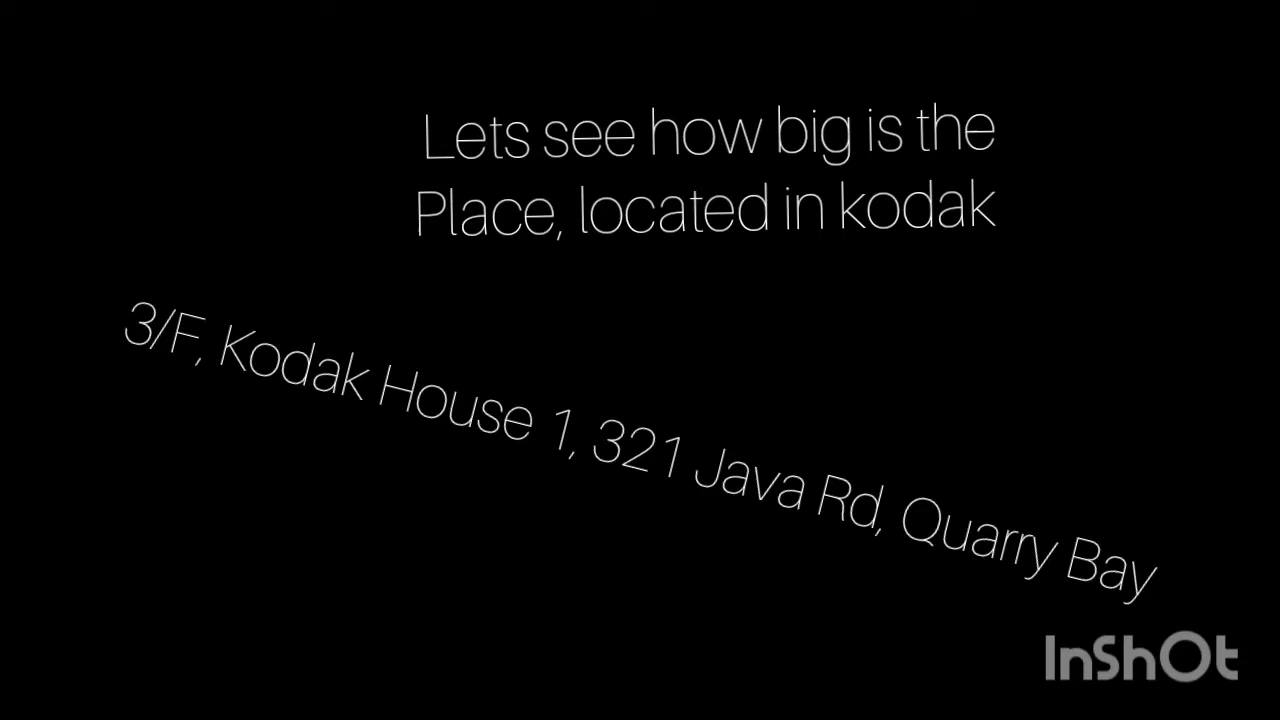 Lets see how big is the
Place, located in kodak
3/F, Kodak House 1, 321 Java Rd, Quarry Bay
InShOt